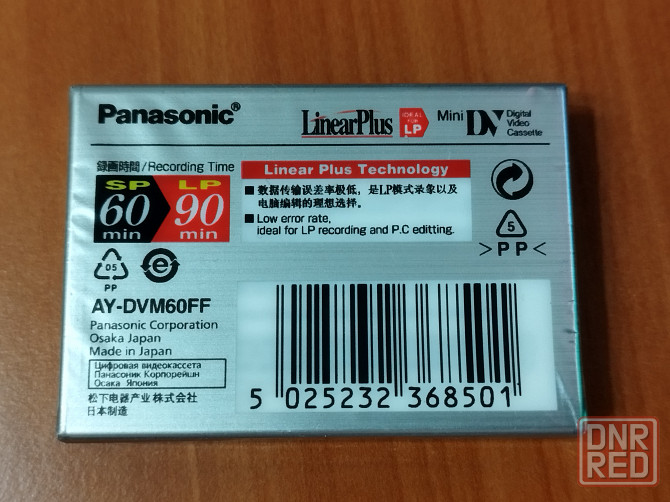 Panasonic®
LinearPlus
IDEAL FOR LP
Mini DV Digital Video Cassette
録画時間/Recording Time
SP 60 min
LP 90 min
Linear Plus Technology
■ 数据传输误差率极低，是LP模式录象以及
电脑编辑的理想选择。
■ Low error rate,
ideal for LP recording and P.C editting.
5
>PP<
05
PP
e
AY-DVM60FF
Panasonic Corporation
Osaka Japan
Made in Japan
Цифровая видеокассета
Панасоник Корпорейшн
Осака Япония
松下电器产业株式会社
日本制造
5 025232 368501
DNR
RED